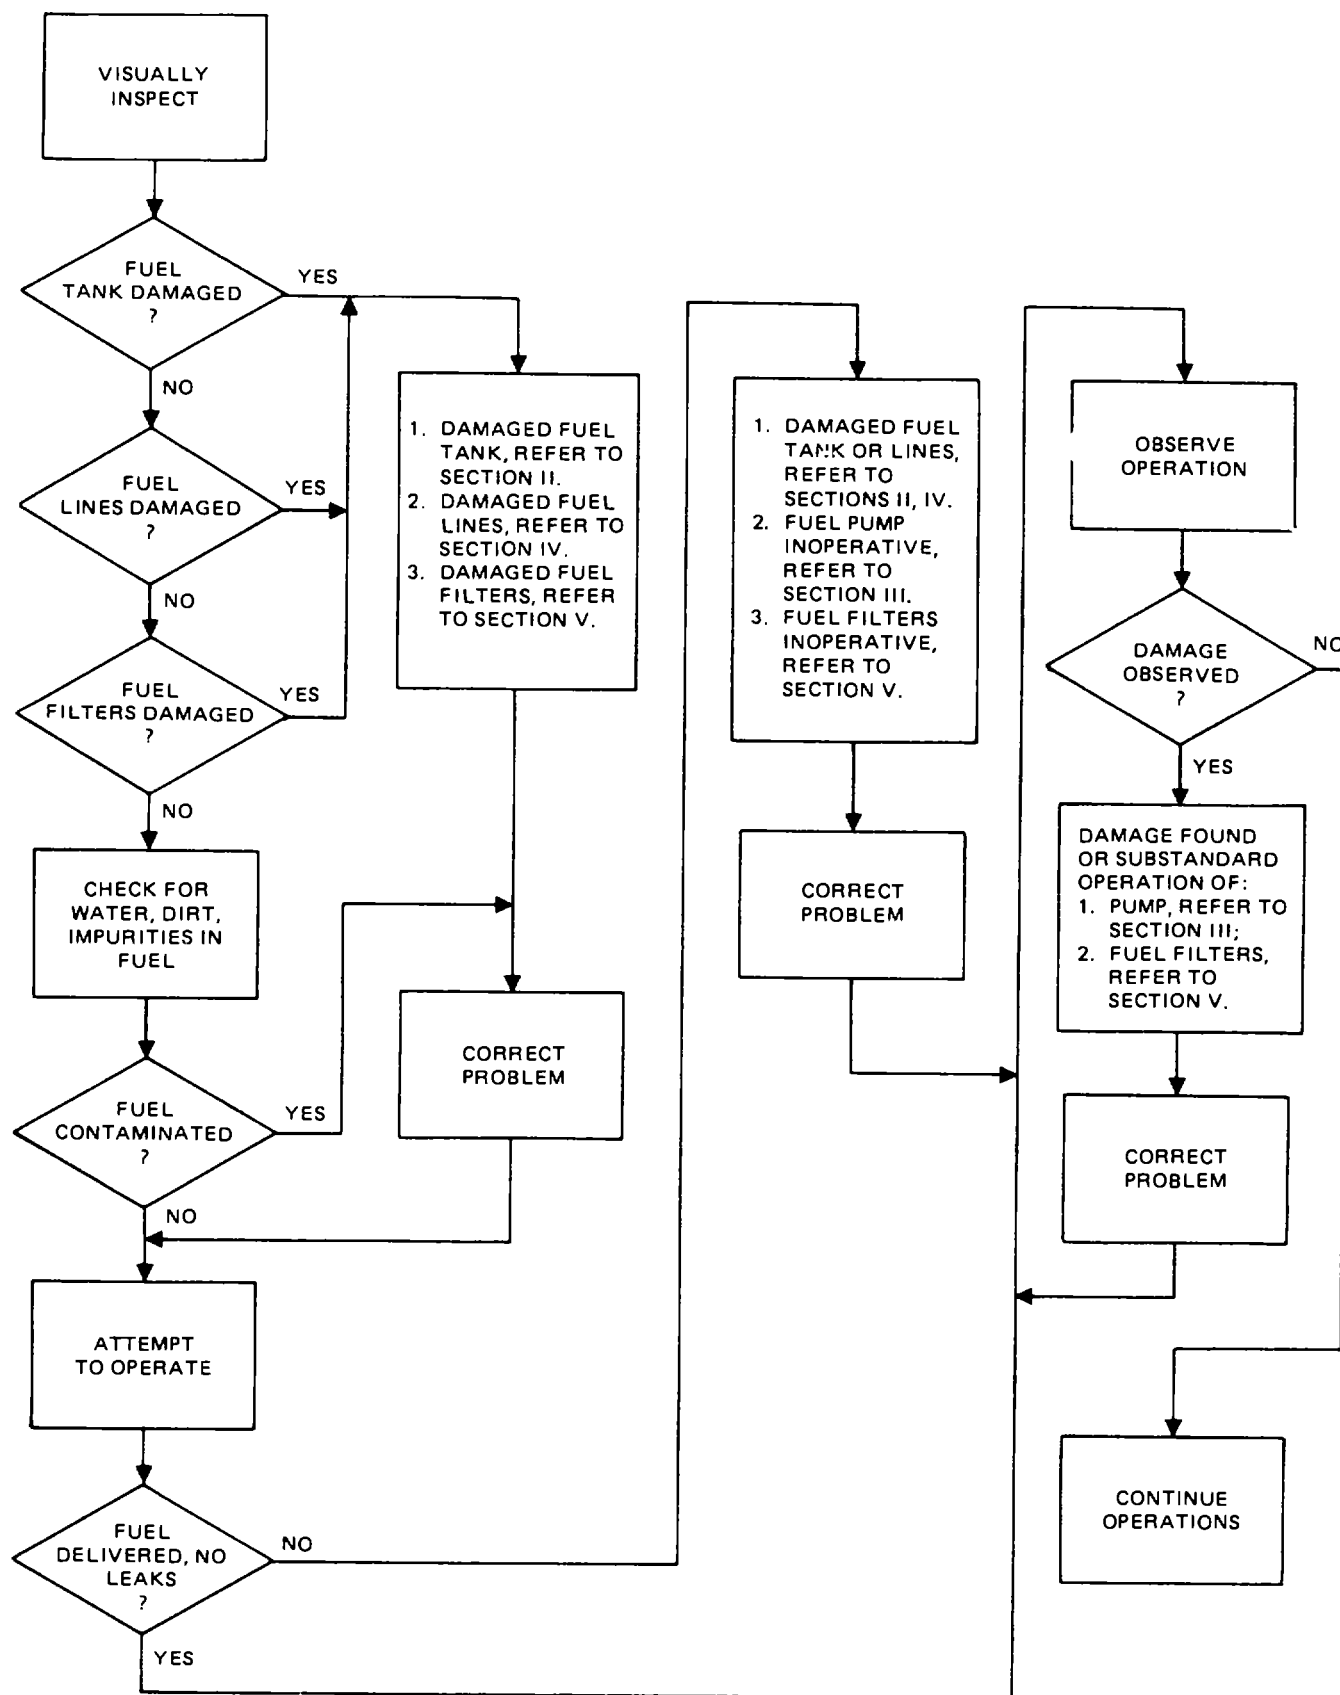 VISUALLY
INSPECT
FUEL
TANK DAMAGED
?
YES
NO
FUEL
LINES DAMAGED
?
YES
NO
FUEL
FILTERS DAMAGED
?
YES
NO
CHECK FOR
WATER, DIRT,
IMPURITIES IN
FUEL
FUEL
CONTAMINATED
?
YES
NO
ATTEMPT
TO OPERATE
FUEL
DELIVERED, NO
LEAKS
?
NO
YES
1. DAMAGED FUEL
TANK, REFER TO
SECTION II.
2. DAMAGED FUEL
LINES, REFER TO
SECTION IV.
3. DAMAGED FUEL
FILTERS, REFER
TO SECTION V.
CORRECT
PROBLEM
1. DAMAGED FUEL
TANK OR LINES,
REFER TO
SECTIONS II, IV.
2. FUEL PUMP
INOPERATIVE,
REFER TO
SECTION III.
3. FUEL FILTERS
INOPERATIVE,
REFER TO
SECTION V.
CORRECT
PROBLEM
OBSERVE
OPERATION
DAMAGE
OBSERVED
?
NO
YES
DAMAGE FOUND
OR SUBSTANDARD
OPERATION OF:
1. PUMP, REFER TO
SECTION III;
2. FUEL FILTERS,
REFER TO
SECTION V.
CORRECT
PROBLEM
CONTINUE
OPERATIONS